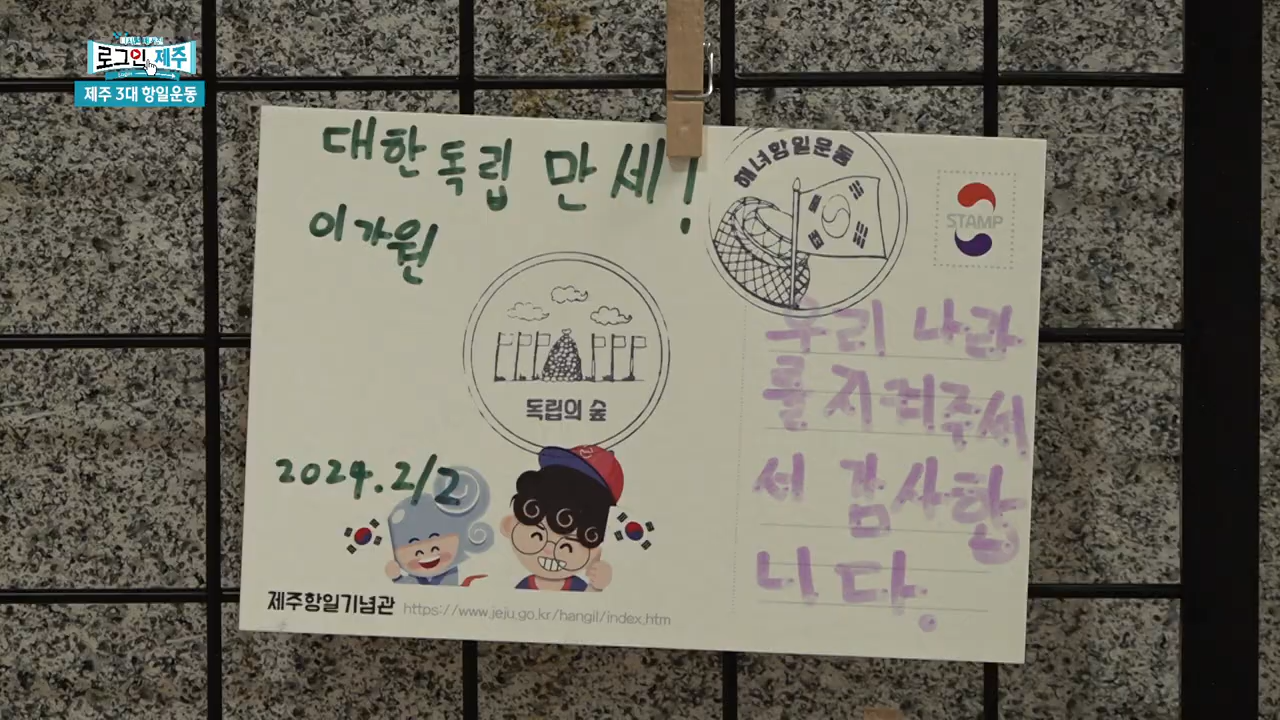 로그인 제주
제주 3대 항일운동
대한독립 만세!
이가원
해녀항일운동
STAMP
독립의 숲
우리 나라
를 지켜주셔
서 감사합
니다.
2024.2/2
제주항일기념관 https://www.jeju.go.kr/hangil/index.htm